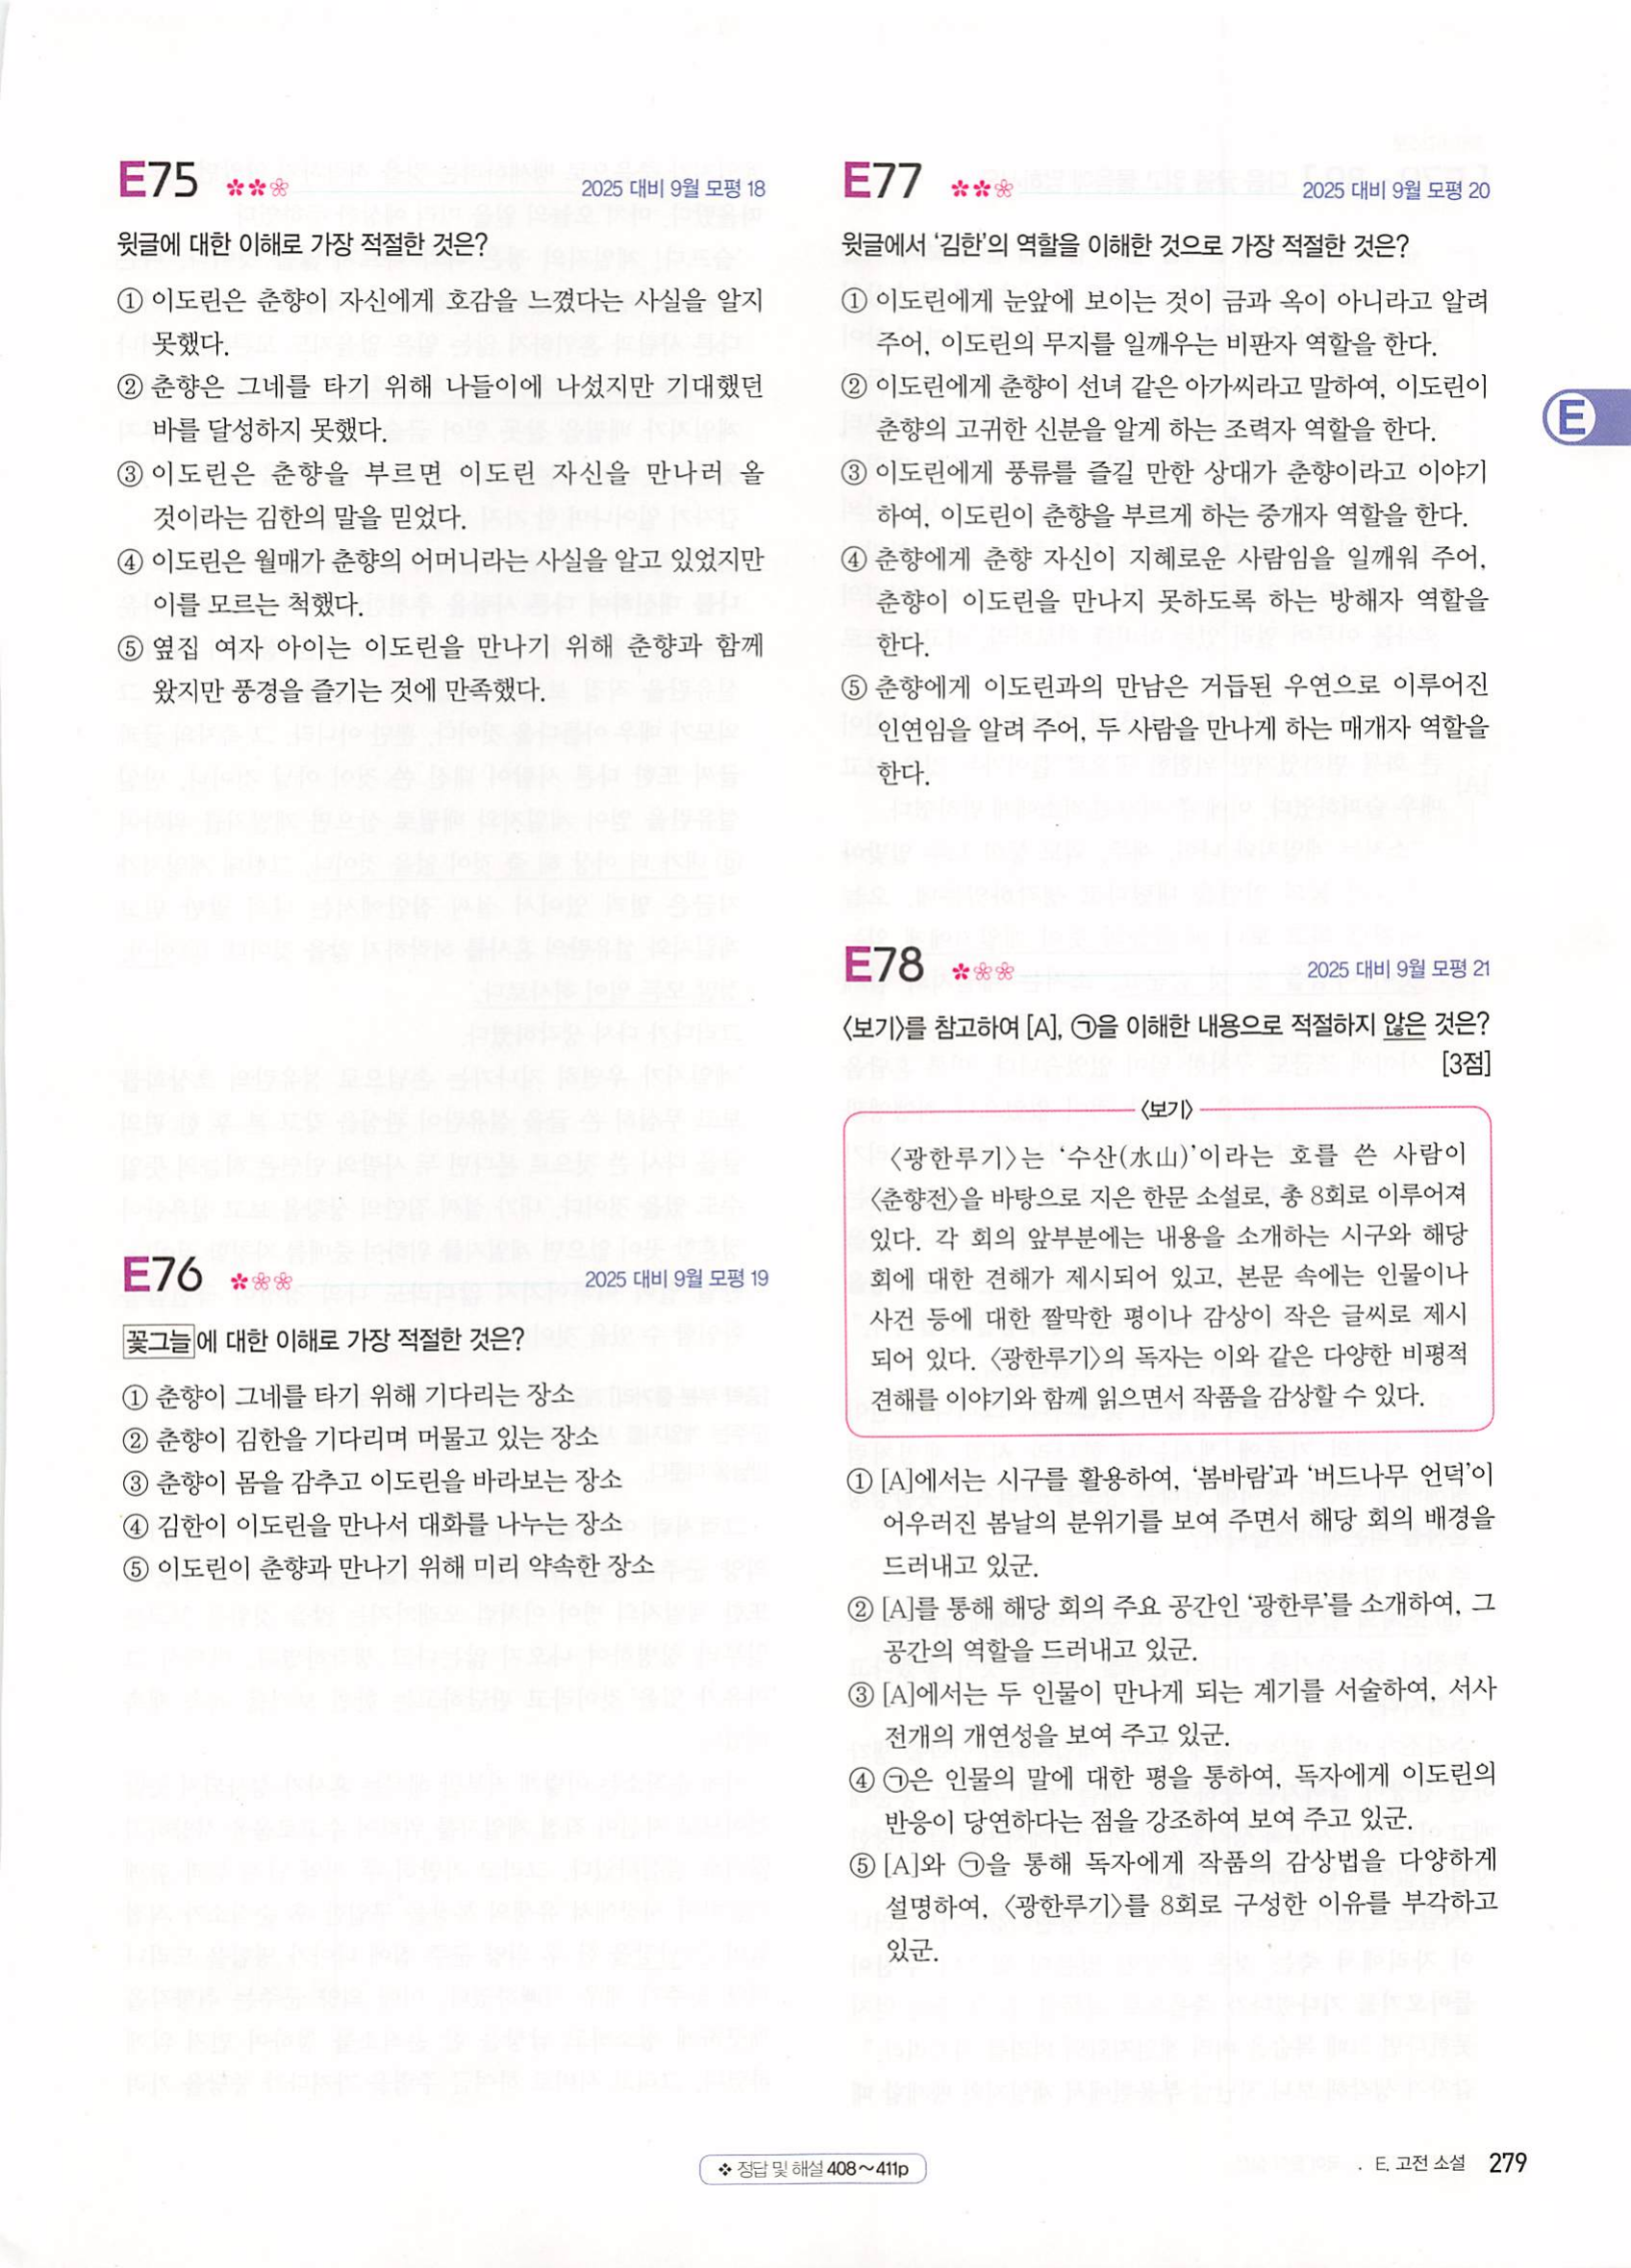 E75 2025 대비 9월 모평 18
윗글에 대한 이해로 가장 적절한 것은?
① 이도린은 춘향이 자신에게 호감을 느꼈다는 사실을 알지
못했다.
② 춘향은 그네를 타기 위해 나들이에 나섰지만 기대했던
바를 달성하지 못했다.
③ 이도린은 춘향을 부르면 이도린 자신을 만나러 올
것이라는 김한의 말을 믿었다.
④ 이도린은 월매가 춘향의 어머니라는 사실을 알고 있었지만
이를 모르는 척했다.
⑤ 옆집 여자 아이는 이도린을 만나기 위해 춘향과 함께
왔지만 풍경을 즐기는 것에 만족했다.
E76 2025 대비 9월 모평 19
꽃그늘에 대한 이해로 가장 적절한 것은?
① 춘향이 그네를 타기 위해 기다리는 장소
② 춘향이 김한을 기다리며 머물고 있는 장소
③ 춘향이 몸을 감추고 이도린을 바라보는 장소
④ 김한이 이도린을 만나서 대화를 나누는 장소
⑤ 이도린이 춘향과 만나기 위해 미리 약속한 장소
E77 2025 대비 9월 모평 20
윗글에서 ‘김한’의 역할을 이해한 것으로 가장 적절한 것은?
① 이도린에게 눈앞에 보이는 것이 금과 옥이 아니라고 알려
주어, 이도린의 무지를 일깨우는 비판자 역할을 한다.
② 이도린에게 춘향이 선녀 같은 아가씨라고 말하여, 이도린이
춘향의 고귀한 신분을 알게 하는 조력자 역할을 한다.
③ 이도린에게 풍류를 즐길 만한 상대가 춘향이라고 이야기
하여, 이도린이 춘향을 부르게 하는 중개자 역할을 한다.
④ 춘향에게 춘향 자신이 지혜로운 사람임을 일깨워 주어,
춘향이 이도린을 만나지 못하도록 하는 방해자 역할을
한다.
⑤ 춘향에게 이도린과의 만남은 거듭된 우연으로 이루어진
인연임을 알려 주어, 두 사람을 만나게 하는 매개자 역할을
한다.
E78 2025 대비 9월 모평 21
〈보기〉를 참고하여 [A], ㉠을 이해한 내용으로 적절하지 않은 것은?
[3점]
〈보기〉
〈광한루기〉는 ‘수산(水山)’이라는 호를 쓴 사람이
〈춘향전〉을 바탕으로 지은 한문 소설로, 총 8회로 이루어져
있다. 각 회의 앞부분에는 내용을 소개하는 시구와 해당
회에 대한 견해가 제시되어 있고, 본문 속에는 인물이나
사건 등에 대한 짤막한 평이나 감상이 작은 글씨로 제시
되어 있다. 〈광한루기〉의 독자는 이와 같은 다양한 비평적
견해를 이야기와 함께 읽으면서 작품을 감상할 수 있다.
① [A]에서는 시구를 활용하여, ‘봄바람’과 ‘버드나무 언덕’이
어우러진 봄날의 분위기를 보여 주면서 해당 회의 배경을
드러내고 있군.
② [A]를 통해 해당 회의 주요 공간인 ‘광한루’를 소개하여, 그
공간의 역할을 드러내고 있군.
③ [A]에서는 두 인물이 만나게 되는 계기를 서술하여, 서사
전개의 개연성을 보여 주고 있군.
④ ㉠은 인물의 말에 대한 평을 통하여, 독자에게 이도린의
반응이 당연하다는 점을 강조하여 보여 주고 있군.
⑤ [A]와 ㉠을 통해 독자에게 작품의 감상법을 다양하게
설명하여, 〈광한루기〉를 8회로 구성한 이유를 부각하고
있군.
E
❖ 정답 및 해설 408~411p
E. 고전 소설 279